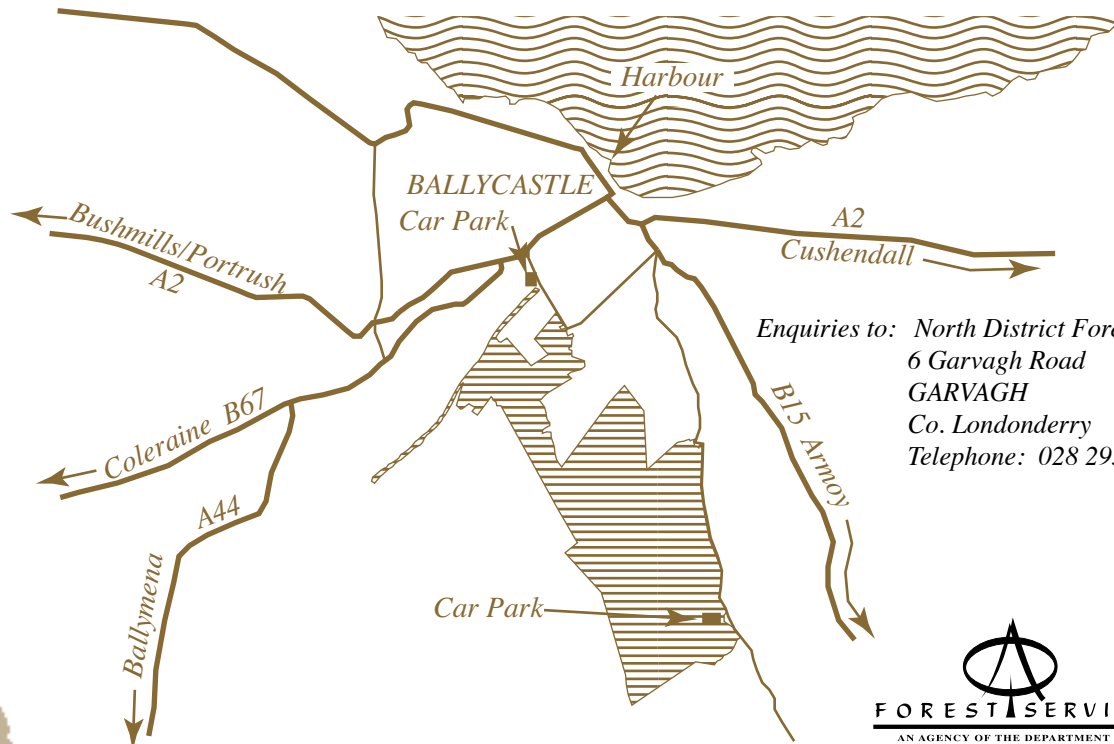 Harbour
BALLYCASTLE
Car Park
Bushmills/Portrush
A2
A2
Cushendall
Enquiries to: North District Fore
6 Garvagh Road
GARVAGH
Co. Londonderry
Telephone: 028 29
Coleraine B67
B15 Armoy
A44
Ballymena
Car Park
FOREST SERVI
AN AGENCY OF THE DEPARTMENT